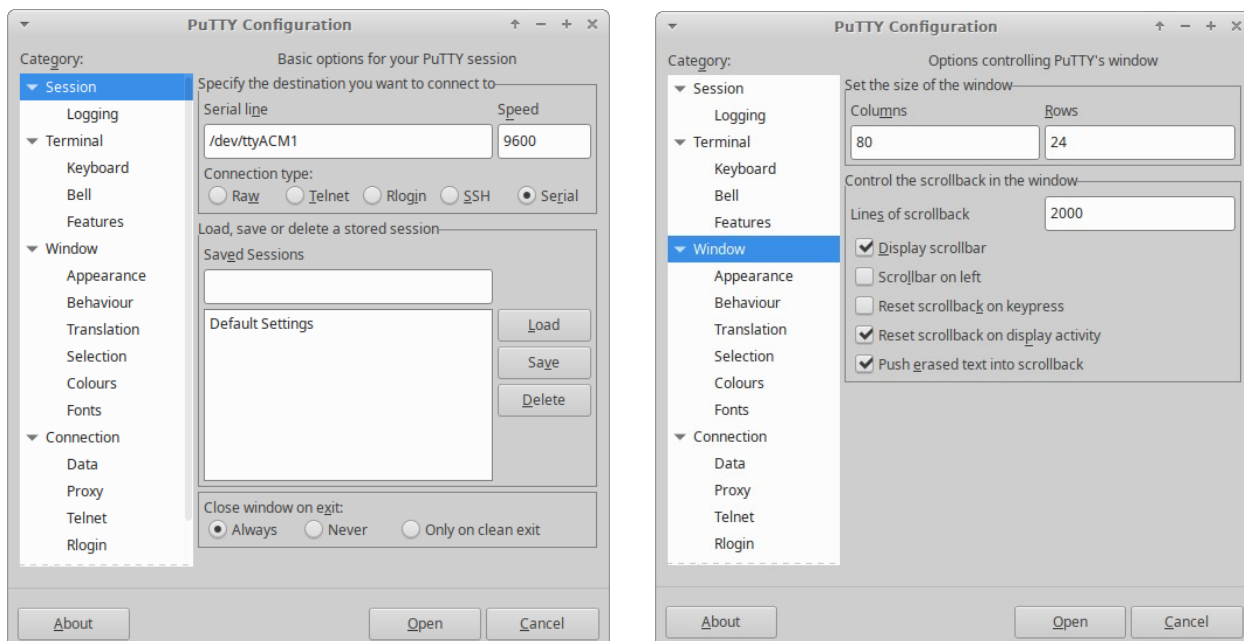 PuTTY Configuration
Category:
Basic options for your PuTTY session
Session
Logging
Terminal
Keyboard
Bell
Features
Window
Appearance
Behaviour
Translation
Selection
Colours
Fonts
Connection
Data
Proxy
Telnet
Rlogin
Specify the destination you want to connect to
Serial line
Speed
/dev/ttyACM1
9600
Connection type:
Raw
Telnet
Rlogin
SSH
Serial
Load, save or delete a stored session
Saved Sessions
Default Settings
Load
Save
Delete
Close window on exit:
Always
Never
Only on clean exit
About
Open
Cancel
PuTTY Configuration
Category:
Options controlling PuTTY's window
Session
Logging
Terminal
Keyboard
Bell
Features
Window
Appearance
Behaviour
Translation
Selection
Colours
Fonts
Connection
Data
Proxy
Telnet
Rlogin
Set the size of the window
Columns
Rows
80
24
Control the scrollback in the window
Lines of scrollback
2000
Display scrollbar
Scrollbar on left
Reset scrollback on keypress
Reset scrollback on display activity
Push erased text into scrollback
About
Open
Cancel